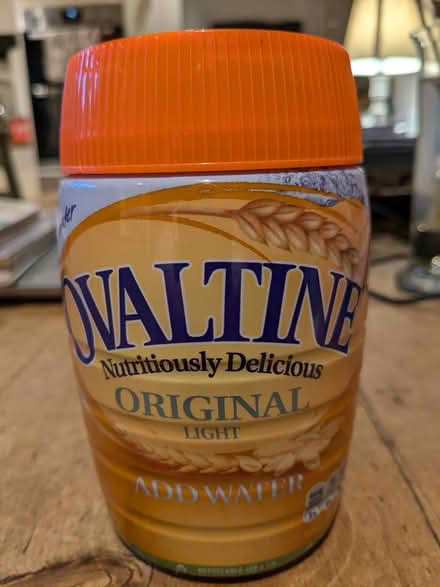 OVALTINE
Nutritiously Delicious
ORIGINAL
LIGHT
ADD WATER